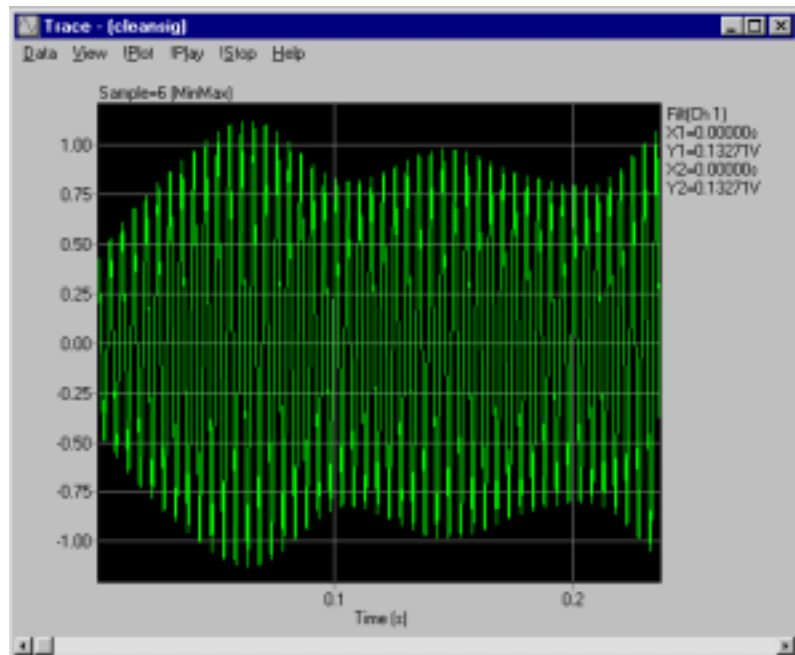 Trace - (cleansig)
Data View !Plot !Play !Stop Help
Sample=6 (MinMax)
Filt(Ch 1)
X1=0.00000s
Y1=0.13271V
X2=0.00000s
Y2=0.13271V
1.00
0.75
0.50
0.25
0.00
-0.25
-0.50
-0.75
-1.00
0.1 0.2
Time (s)